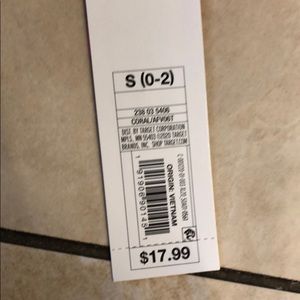 S (0-2)
238 03 5406
CORAL/AFV06T
DIST. BY TARGET CORPORATION
MPLS, MN 55403 ©2020 TARGET
BRANDS, INC. SHOP TARGET.COM
ORIGIN: VIETNAM
$17.99